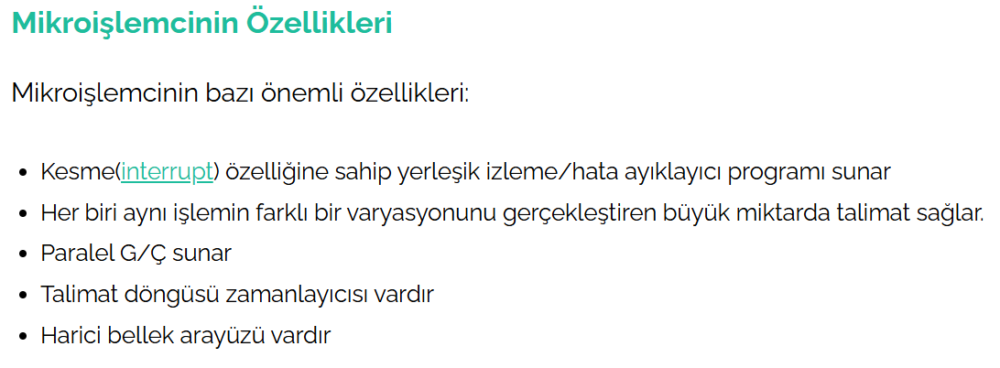 Mikroişlemcinin Özellikleri
Mikroişlemcinin bazı önemli özellikleri:
• Kesme(interrupt) özelliğine sahip yerleşik izleme/hata ayıklayıcı programı sunar
• Her biri aynı işlemin farklı bir varyasyonunu gerçekleştiren büyük miktarda talimat sağlar.
• Paralel G/Ç sunar
• Talimat döngüsü zamanlayıcısı vardır
• Harici bellek arayüzü vardır